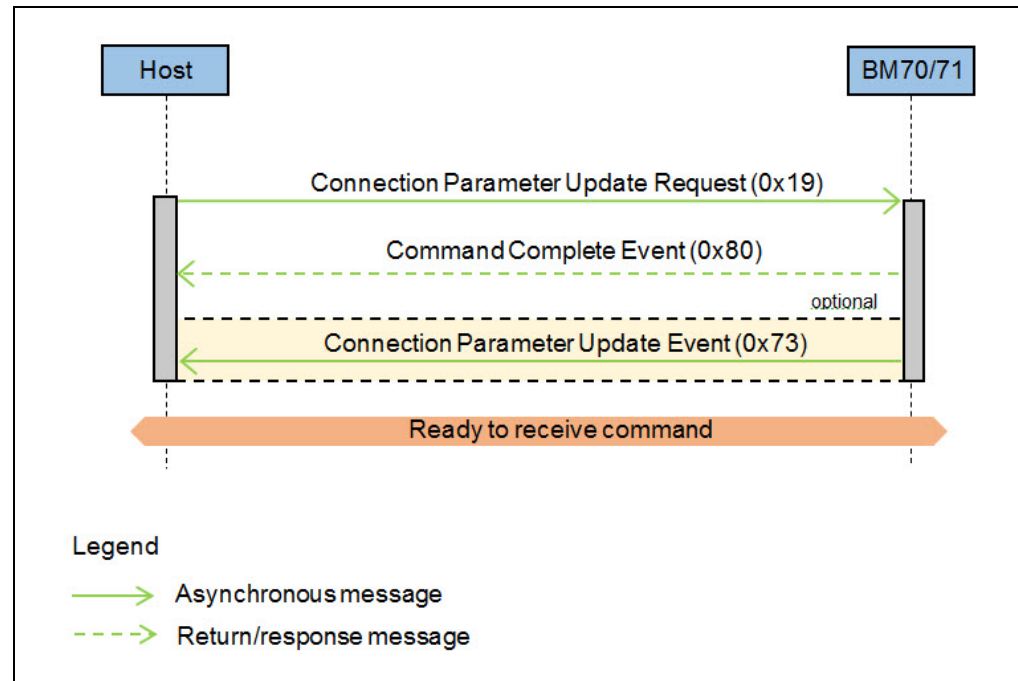 Host
BM70/71
Connection Parameter Update Request (0x19)
Command Complete Event (0x80)
optional
Connection Parameter Update Event (0x73)
Ready to receive command
Legend
Asynchronous message
Return/response message